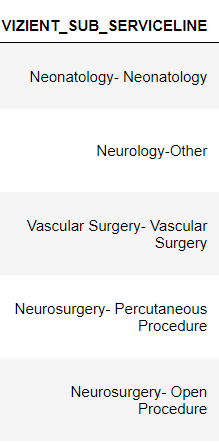 VIZIENT_SUB_SERVICELINE
Neonatology- Neonatology
Neurology-Other
Vascular Surgery- Vascular
Surgery
Neurosurgery- Percutaneous
Procedure
Neurosurgery- Open
Procedure